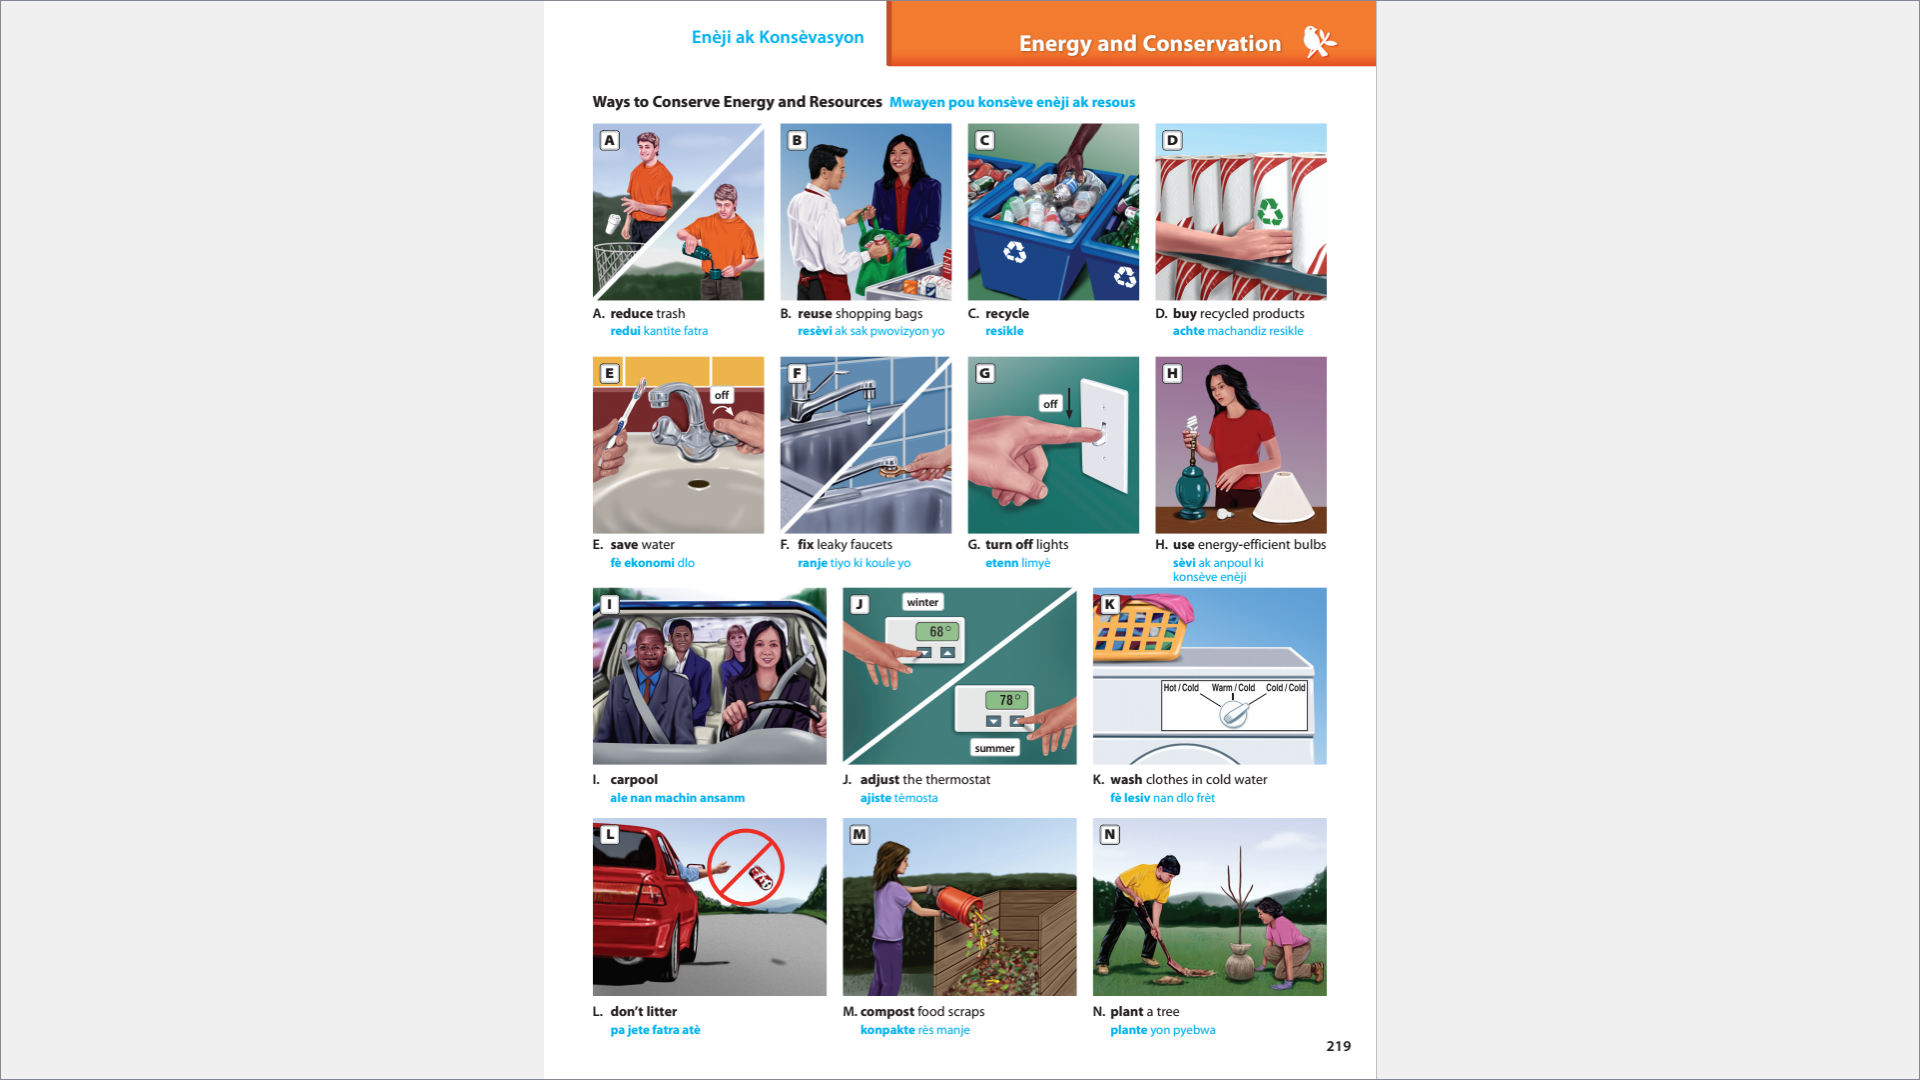 Enèji ak Konsèvasyon
Energy and Conservation
Ways to Conserve Energy and Resources Mwayen pou konsève enèji ak resous
A
B
C
D
A. reduce trash
redui kantite fatra
B. reuse shopping bags
resèvi ak sak pwovizyon yo
C. recycle
resikle
D. buy recycled products
achte machandiz resikle
E
off
F
G
off
H
E. save water
fè ekonomi dlo
F. fix leaky faucets
ranje tiyo ki koule yo
G. turn off lights
etenn limyè
H. use energy-efficient bulbs
sèvi ak anpoul ki
konsève enèji
I
J
winter
68°
78°
summer
K
Hot / Cold Warm / Cold Cold / Cold
I. carpool
ale nan machin ansanm
J. adjust the thermostat
ajiste tèmosta
K. wash clothes in cold water
fè lesiv nan dlo frèt
L
M
N
L. don't litter
pa jete fatra atè
M. compost food scraps
konpakte rès manje
N. plant a tree
plante yon pyebwa
219